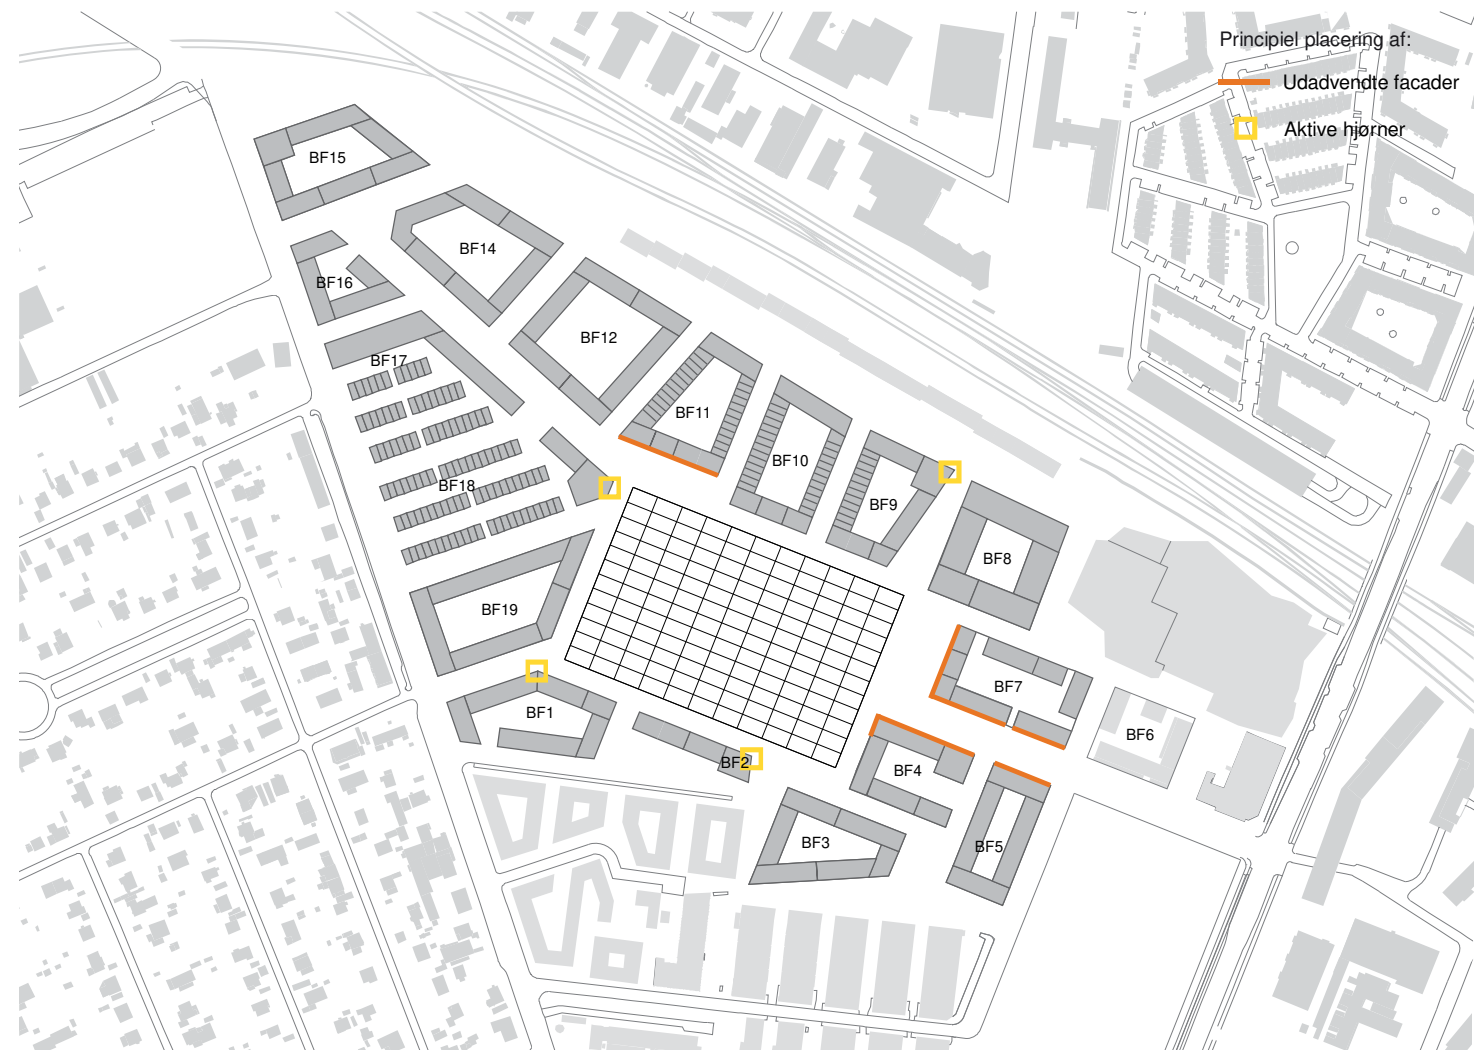 Principiel placering af:
Udadvendte facader
Aktive hjørner
BF15
BF14
BF16
BF12
BF17
BF11
BF10
BF18
BF9
BF8
BF19
BF7
BF1
BF6
BF2
BF4
BF3
BF5